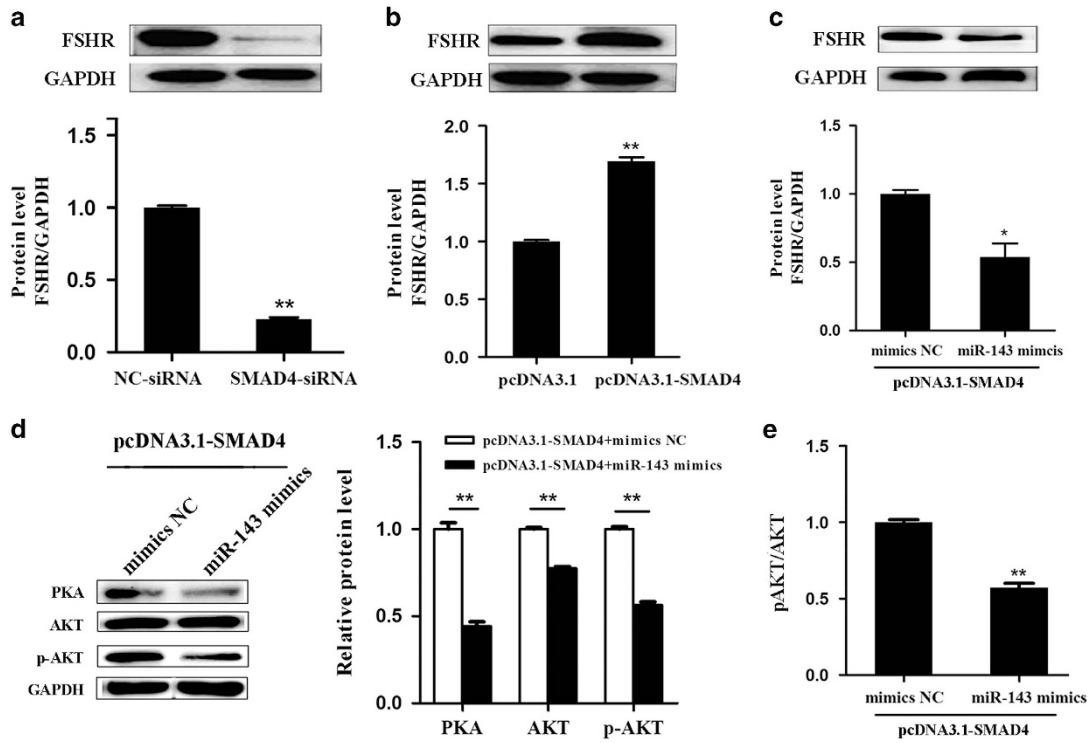 a
FSHR
GAPDH
1.5
1.0
0.5
0.0
Protein level
FSHR/GAPDH
**
NC-siRNA SMAD4-siRNA
b
FSHR
GAPDH
2.0
1.5
1.0
0.5
0.0
Protein level
FSHR/GAPDH
**
pcDNA3.1 pcDNA3.1-SMAD4
c
FSHR
GAPDH
1.5
1.0
0.5
0.0
Protein level
FSHR/GAPDH
*
mimics NC miR-143 mimcis
pcDNA3.1-SMAD4
d
pcDNA3.1-SMAD4
mimics NC
miR-143 mimics
PKA
AKT
p-AKT
GAPDH
1.5
1.0
0.5
0.0
Relative protein level
pcDNA3.1-SMAD4+mimics NC
pcDNA3.1-SMAD4+miR-143 mimics
** ** **
PKA AKT p-AKT
e
1.5
1.0
0.5
0.0
pAKT/AKT
**
mimics NC miR-143 mimics
pcDNA3.1-SMAD4